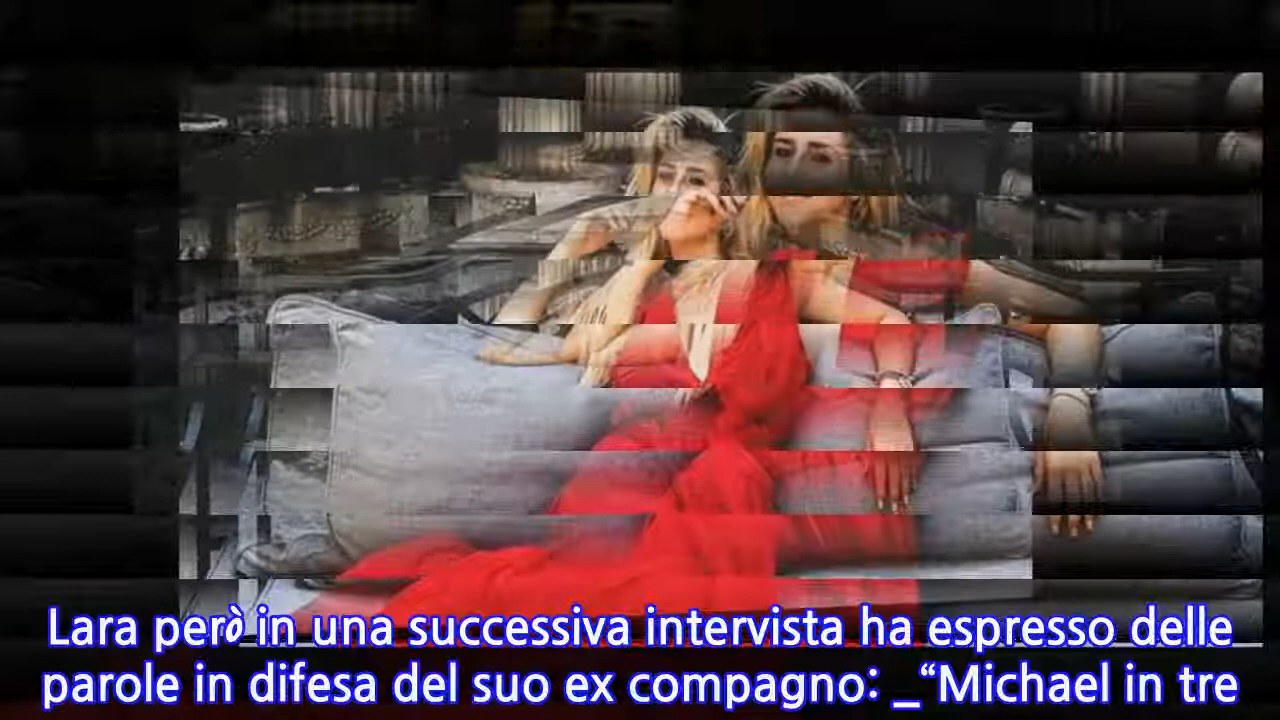 Lara però in una successiva intervista ha espresso delle
parole in difesa del suo ex compagno: _“Michael in tre